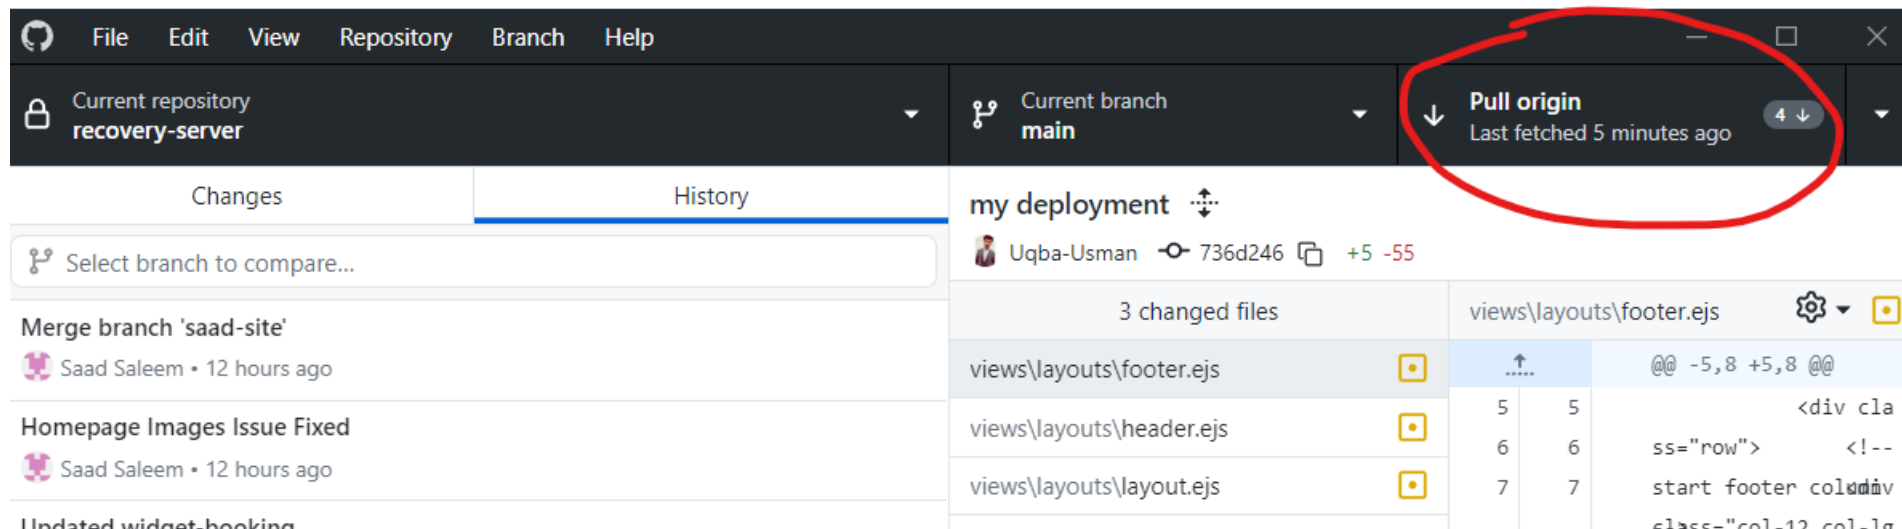 File Edit View Repository Branch Help
Current repository
recovery-server
Current branch
main
Pull origin
Last fetched 5 minutes ago
4
Changes
History
Select branch to compare...
Merge branch 'saad-site'
Saad Saleem • 12 hours ago
Homepage Images Issue Fixed
Saad Saleem • 12 hours ago
Updated widget-booking
my deployment
Uqba-Usman 736d246 +5 -55
3 changed files
views\layouts\footer.ejs
views\layouts\header.ejs
views\layouts\layout.ejs
views\layouts\footer.ejs
@@ -5,8 +5,8 @@
5 5 <div cla
6 6 ss="row"> <!--
7 7 start footer